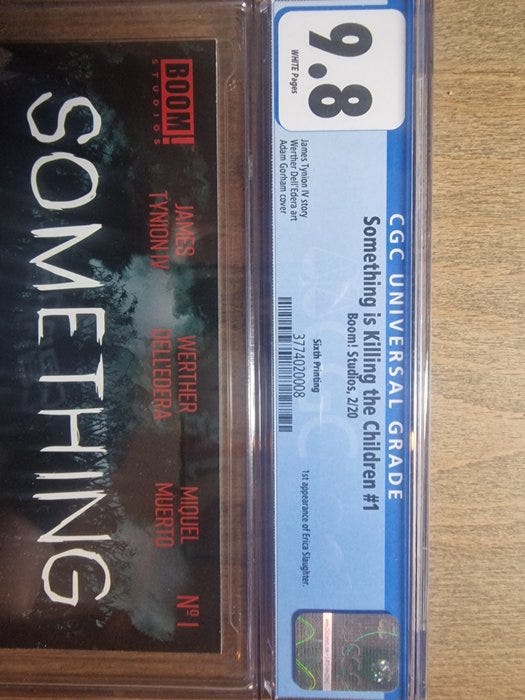 CGC UNIVERSAL GRADE
9.8
WHITE Pages
Something is Killing the Children #1
Boom! Studios, 2/20
James Tynion IV story
Werther Dell'Edera art
Adam Gorham cover
Sixth Printing
3774020008
1st appearance of Erica Slaughter.
CGC
BOOM!
STUDIOS
JAMES
TYNION IV
WERTHER
DELL'EDERA
MIQUEL
MUERTO
Nº1
SOMETHING